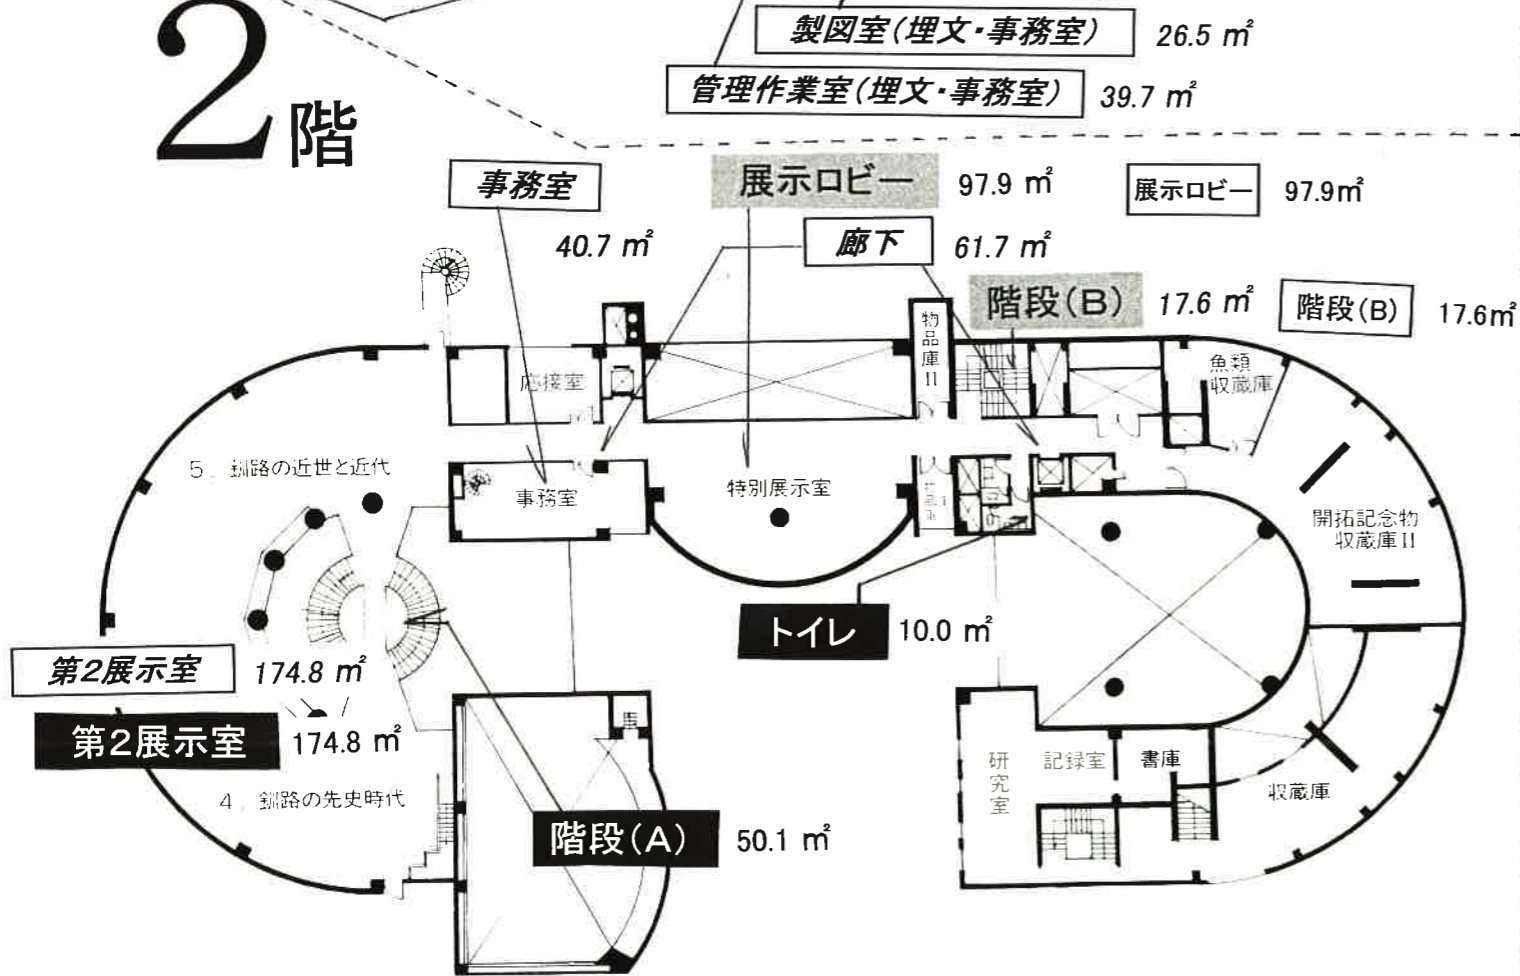 製図室(埋文・事務室) 26.5 ㎡
管理作業室(埋文・事務室) 39.7 ㎡
2階
事務室
40.7 ㎡
展示ロビー 97.9 ㎡
展示ロビー 97.9㎡
廊下 61.7 ㎡
階段(B) 17.6 ㎡
階段(B) 17.6㎡
物品庫II
応接室
魚類
収蔵庫
5. 釧路の近世と近代
事務室
特別展示室
開拓記念物
収蔵庫II
トイレ 10.0 ㎡
第2展示室 174.8 ㎡
第2展示室 174.8 ㎡
4. 釧路の先史時代
階段(A) 50.1 ㎡
研究室
記録室
書庫
収蔵庫